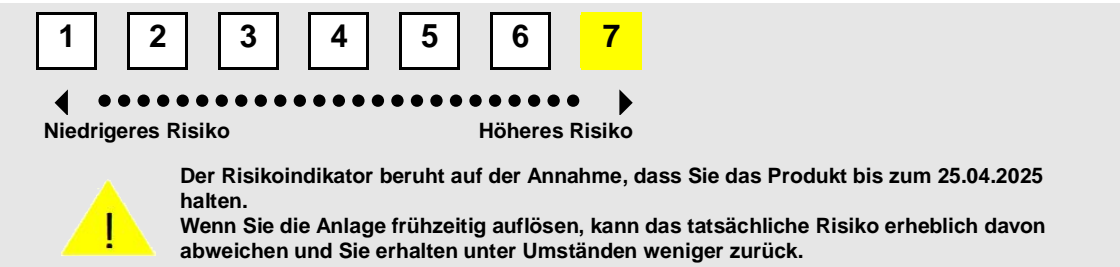 1 2 3 4 5 6 7
Niedrigeres Risiko Höheres Risiko
Der Risikoindikator beruht auf der Annahme, dass Sie das Produkt bis zum 25.04.2025
halten.
Wenn Sie die Anlage frühzeitig auflösen, kann das tatsächliche Risiko erheblich davon
abweichen und Sie erhalten unter Umständen weniger zurück.
!